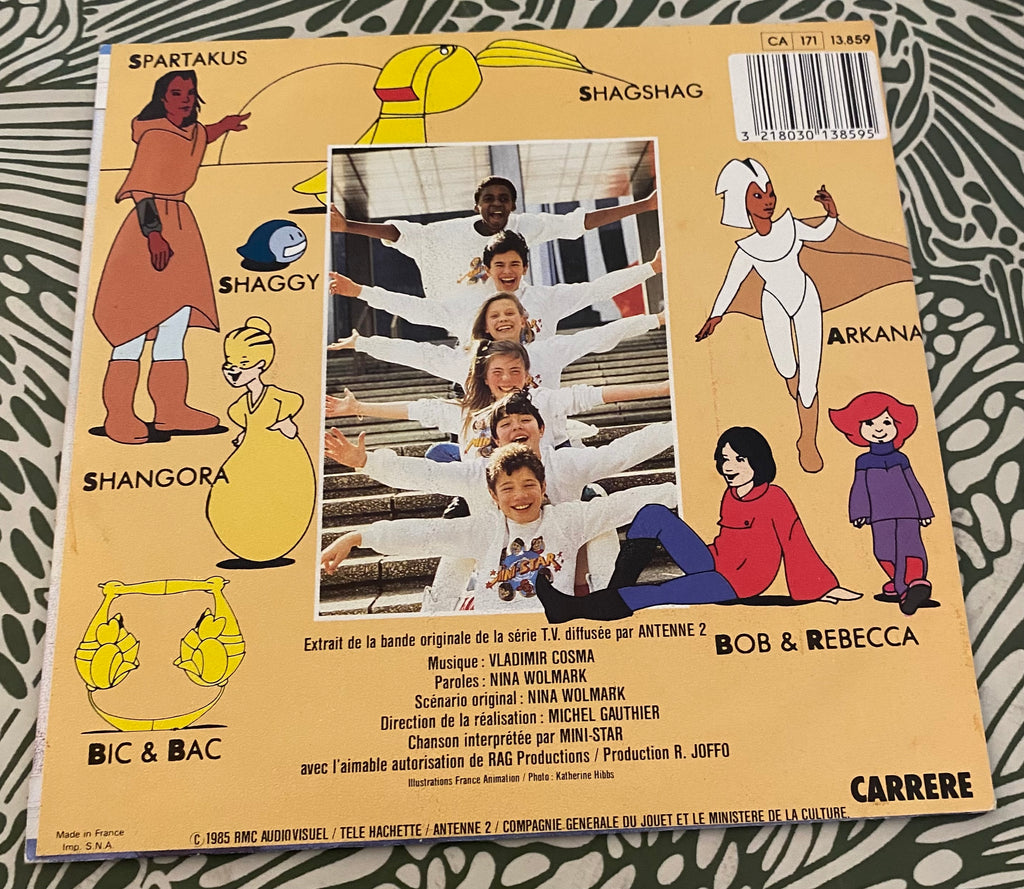 SPARTAKUS
SHAGSHAG
CA 171 13.859
3 218030 138595
SHAGGY
ARKANA
SHANGORA
MINI-STAR
BIC & BAC
BOB & REBECCA
Extrait de la bande originale de la série T.V. diffusée par ANTENNE 2
Musique : VLADIMIR COSMA
Paroles : NINA WOLMARK
Scénario original : NINA WOLMARK
Direction de la réalisation : MICHEL GAUTHIER
Chanson interprétée par MINI-STAR
avec l'aimable autorisation de RAG Productions / Production R. JOFFO
Illustrations France Animation / Photo : Katherine Hibbs
CARRERE
Made in France
Imp. S.N.A.
© 1985 RMC AUDIOVISUEL / TELE HACHETTE / ANTENNE 2 / COMPAGNIE GENERALE DU JOUET ET LE MINISTERE DE LA CULTURE.